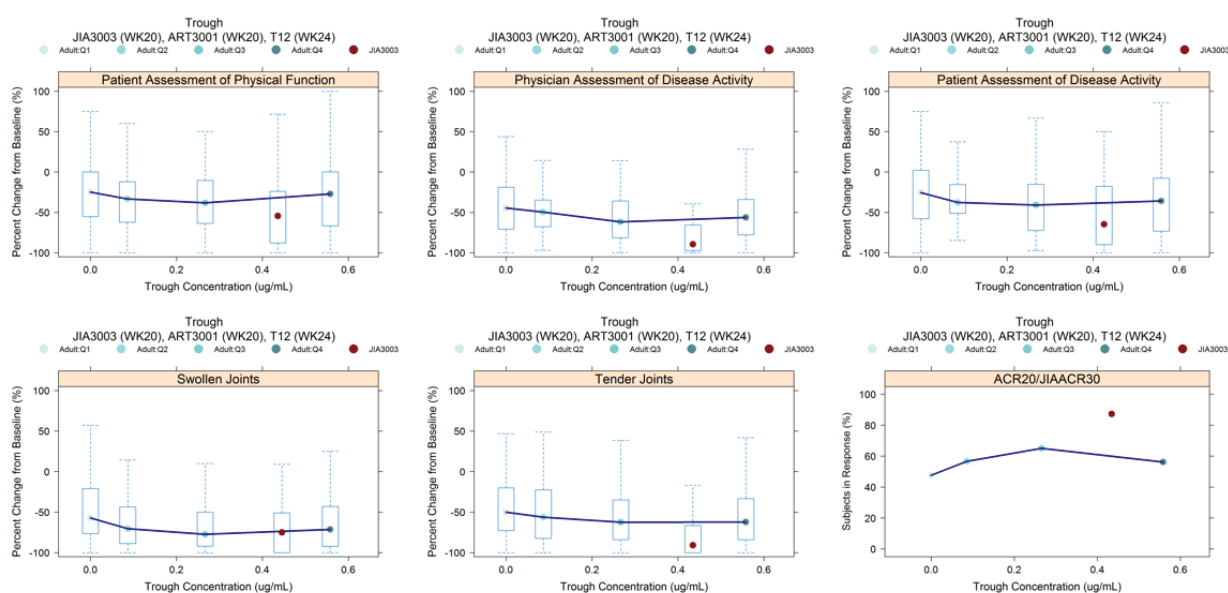 Trough
JIA3003 (WK20), ART3001 (WK20), T12 (WK24)
Adult:Q1 Adult:Q2 Adult:Q3 Adult:Q4 JIA3003
Patient Assessment of Physical Function
Percent Change from Baseline (%)
100
50
0
-50
-100
0.0 0.2 0.4 0.6
Trough Concentration (ug/mL)
Trough
JIA3003 (WK20), ART3001 (WK20), T12 (WK24)
Adult:Q1 Adult:Q2 Adult:Q3 Adult:Q4 JIA3003
Physician Assessment of Disease Activity
Percent Change from Baseline (%)
100
50
0
-50
-100
0.0 0.2 0.4 0.6
Trough Concentration (ug/mL)
Trough
JIA3003 (WK20), ART3001 (WK20), T12 (WK24)
Adult:Q1 Adult:Q2 Adult:Q3 Adult:Q4 JIA3003
Patient Assessment of Disease Activity
Percent Change from Baseline (%)
100
50
0
-50
-100
0.0 0.2 0.4 0.6
Trough Concentration (ug/mL)
Trough
JIA3003 (WK20), ART3001 (WK20), T12 (WK24)
Adult:Q1 Adult:Q2 Adult:Q3 Adult:Q4 JIA3003
Swollen Joints
Percent Change from Baseline (%)
100
50
0
-50
-100
0.0 0.2 0.4 0.6
Trough Concentration (ug/mL)
Trough
JIA3003 (WK20), ART3001 (WK20), T12 (WK24)
Adult:Q1 Adult:Q2 Adult:Q3 Adult:Q4 JIA3003
Tender Joints
Percent Change from Baseline (%)
100
50
0
-50
-100
0.0 0.2 0.4 0.6
Trough Concentration (ug/mL)
Trough
JIA3003 (WK20), ART3001 (WK20), T12 (WK24)
Adult:Q1 Adult:Q2 Adult:Q3 Adult:Q4 JIA3003
ACR20/JIAACR30
Subjects in Response (%)
100
80
60
40
20
0
0.0 0.2 0.4 0.6
Trough Concentration (ug/mL)